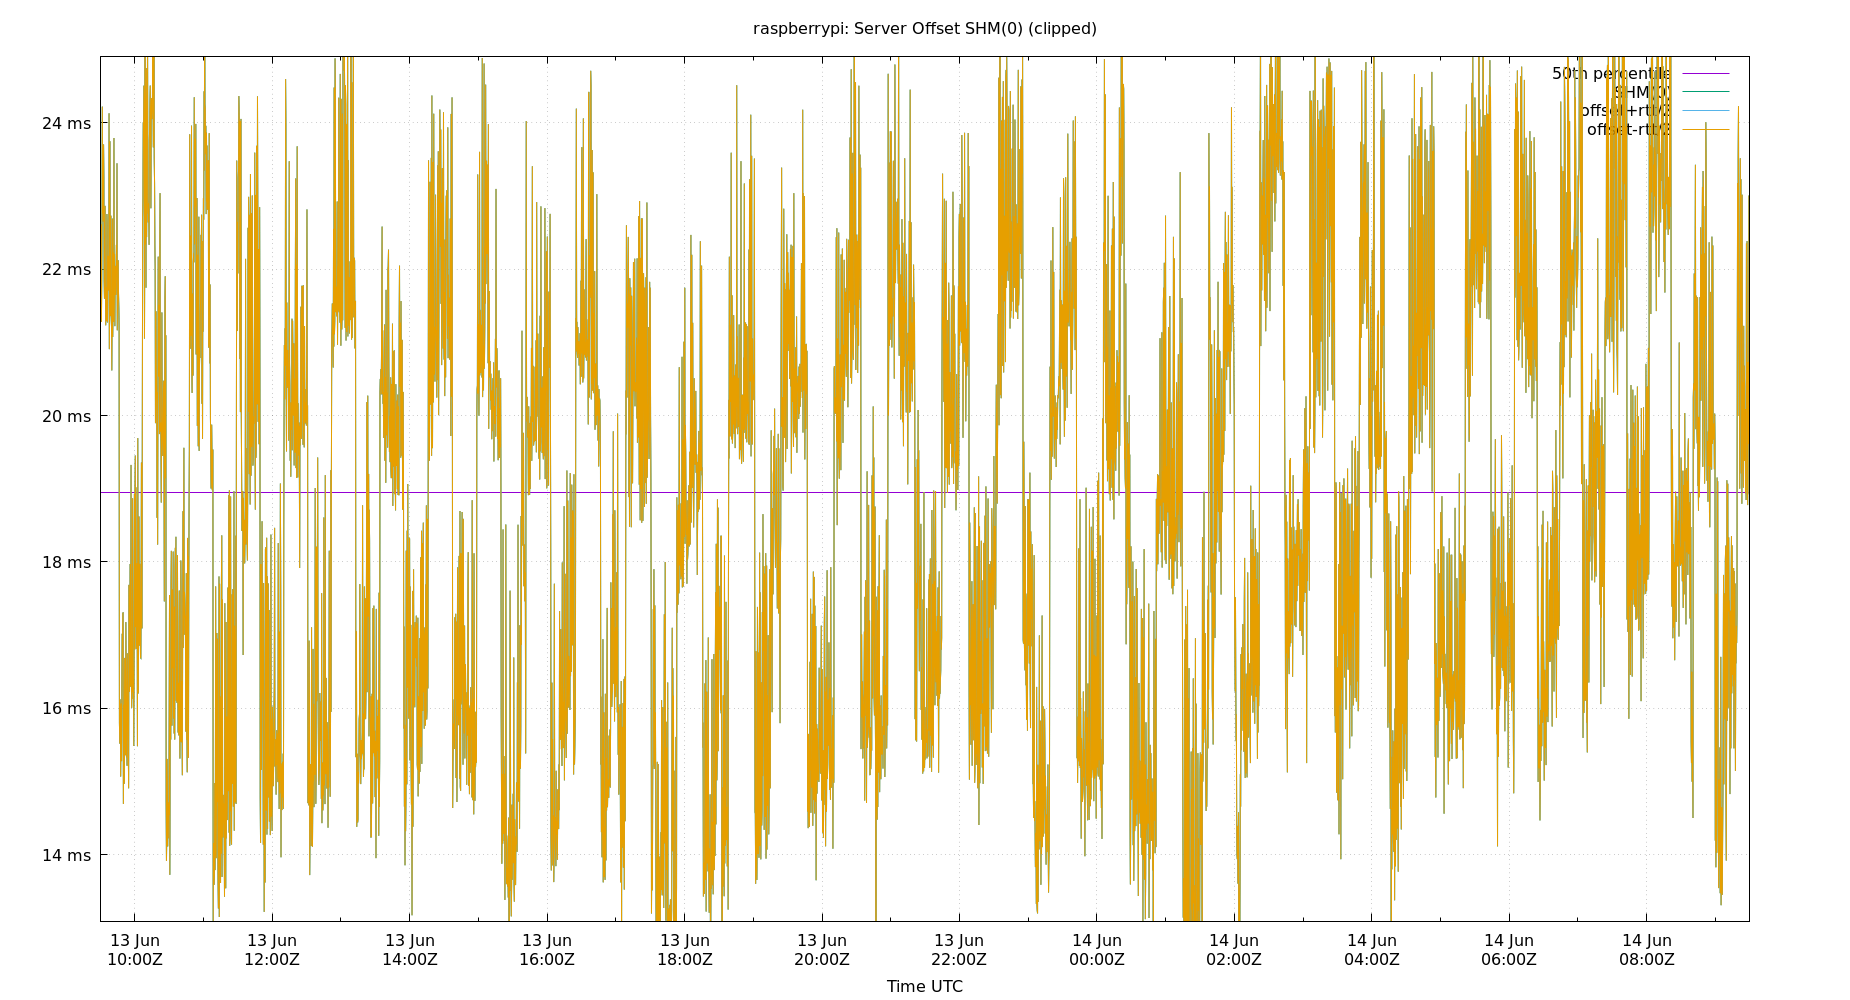 raspberrypi: Server Offset SHM(0) (clipped)
50th percentile
SHM(0)
offset+rtt/2
offset-rtt/2
24 ms
22 ms
20 ms
18 ms
16 ms
14 ms
13 Jun 13 Jun 13 Jun 13 Jun 13 Jun 13 Jun 13 Jun 14 Jun 14 Jun 14 Jun 14 Jun 14 Jun
10:00Z 12:00Z 14:00Z 16:00Z 18:00Z 20:00Z 22:00Z 00:00Z 02:00Z 04:00Z 06:00Z 08:00Z
Time UTC